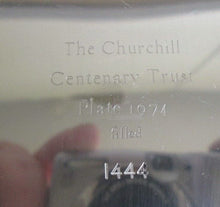 The Churchill
Centenary Trust
Plate 1974
1444